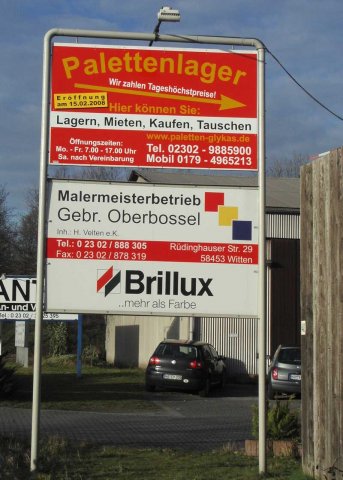 Palettenlager
Wir zahlen Tageshöchstpreise!
Eröffnung
am 15.02.2008
Hier können Sie:
Lagern, Mieten, Kaufen, Tauschen
www.paletten-glykas.de
Öffnungszeiten:
Mo. - Fr. 7.00 - 17.00 Uhr
Sa. nach Vereinbarung
Tel. 02302 - 9885900
Mobil 0179 - 4965213
Malermeisterbetrieb
Gebr. Oberbossel
Inh.: H. Velten e.K.
Tel.: 0 23 02 / 888 305
Fax: 0 23 02 / 878 319
Rüdinghauser Str. 29
58453 Witten
Brillux
..mehr als Farbe
ANT